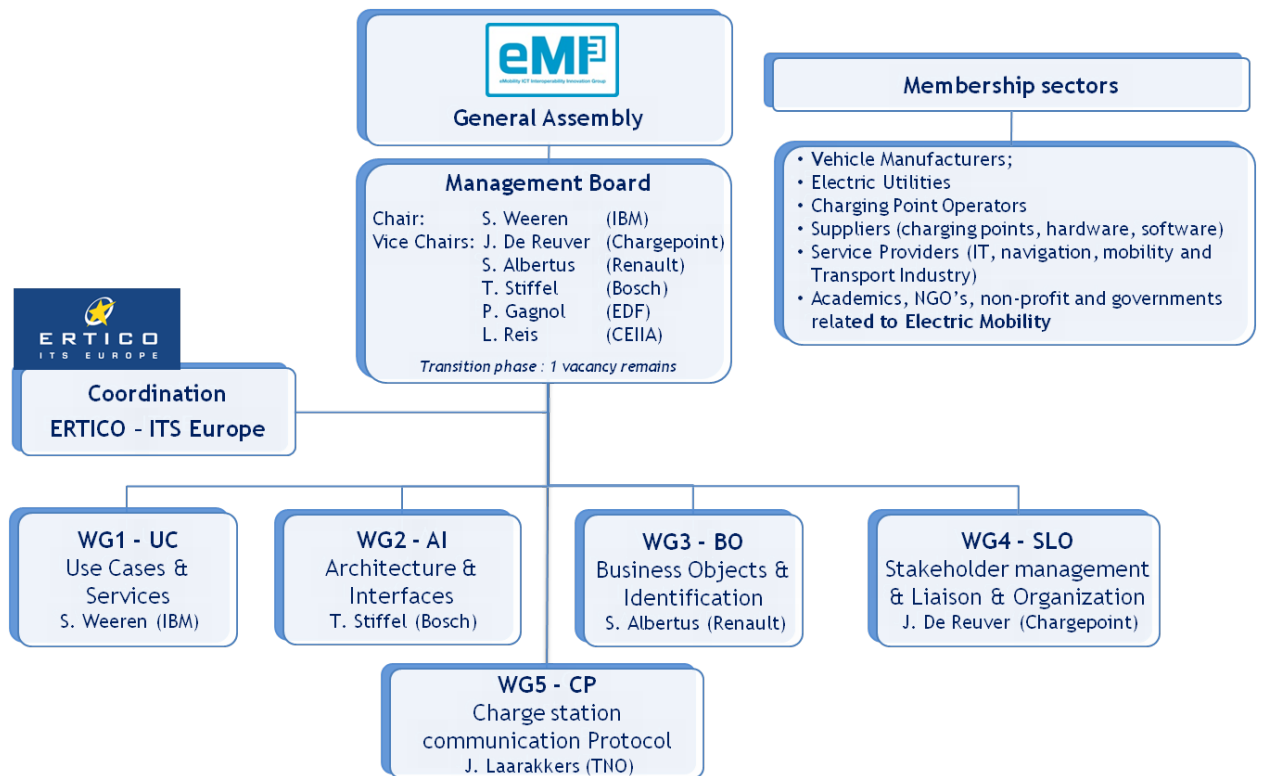 eMI3
eMobility ICT Interoperability Innovation Group
General Assembly
Membership sectors
• Vehicle Manufacturers;
• Electric Utilities
• Charging Point Operators
• Suppliers (charging points, hardware, software)
• Service Providers (IT, navigation, mobility and
Transport Industry)
• Academics, NGO’s, non-profit and governments
related to Electric Mobility
Management Board
Chair: S. Weeren (IBM)
Vice Chairs: J. De Reuver (Chargepoint)
S. Albertus (Renault)
T. Stiffel (Bosch)
P. Gagnol (EDF)
L. Reis (CEIIA)
Transition phase : 1 vacancy remains
ERTICO
ITS EUROPE
Coordination
ERTICO - ITS Europe
WG1 - UC
Use Cases &
Services
S. Weeren (IBM)
WG2 - AI
Architecture &
Interfaces
T. Stiffel (Bosch)
WG3 - BO
Business Objects &
Identification
S. Albertus (Renault)
WG4 - SLO
Stakeholder management
& Liaison & Organization
J. De Reuver (Chargepoint)
WG5 - CP
Charge station
communication Protocol
J. Laarakkers (TNO)